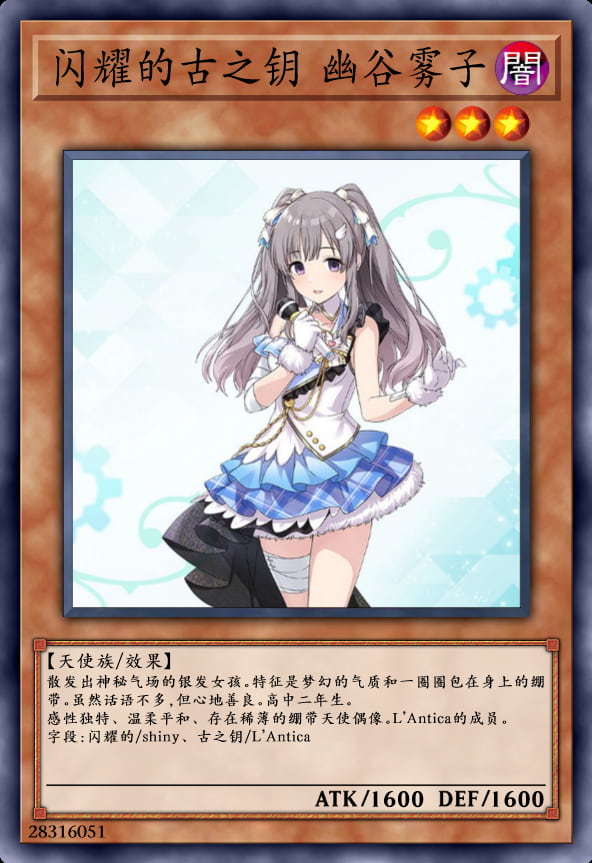 闪耀的古之钥 幽谷雾子
闇
【天使族/效果】
散发出神秘气场的银发女孩。特征是梦幻的气质和一圈圈包在身上的绷
带。虽然话语不多,但心地善良。高中二年生。
感性独特、温柔平和、存在稀薄的绷带天使偶像。L'Antica的成员。
字段:闪耀的/shiny、古之钥/L'Antica
ATK/1600 DEF/1600
28316051